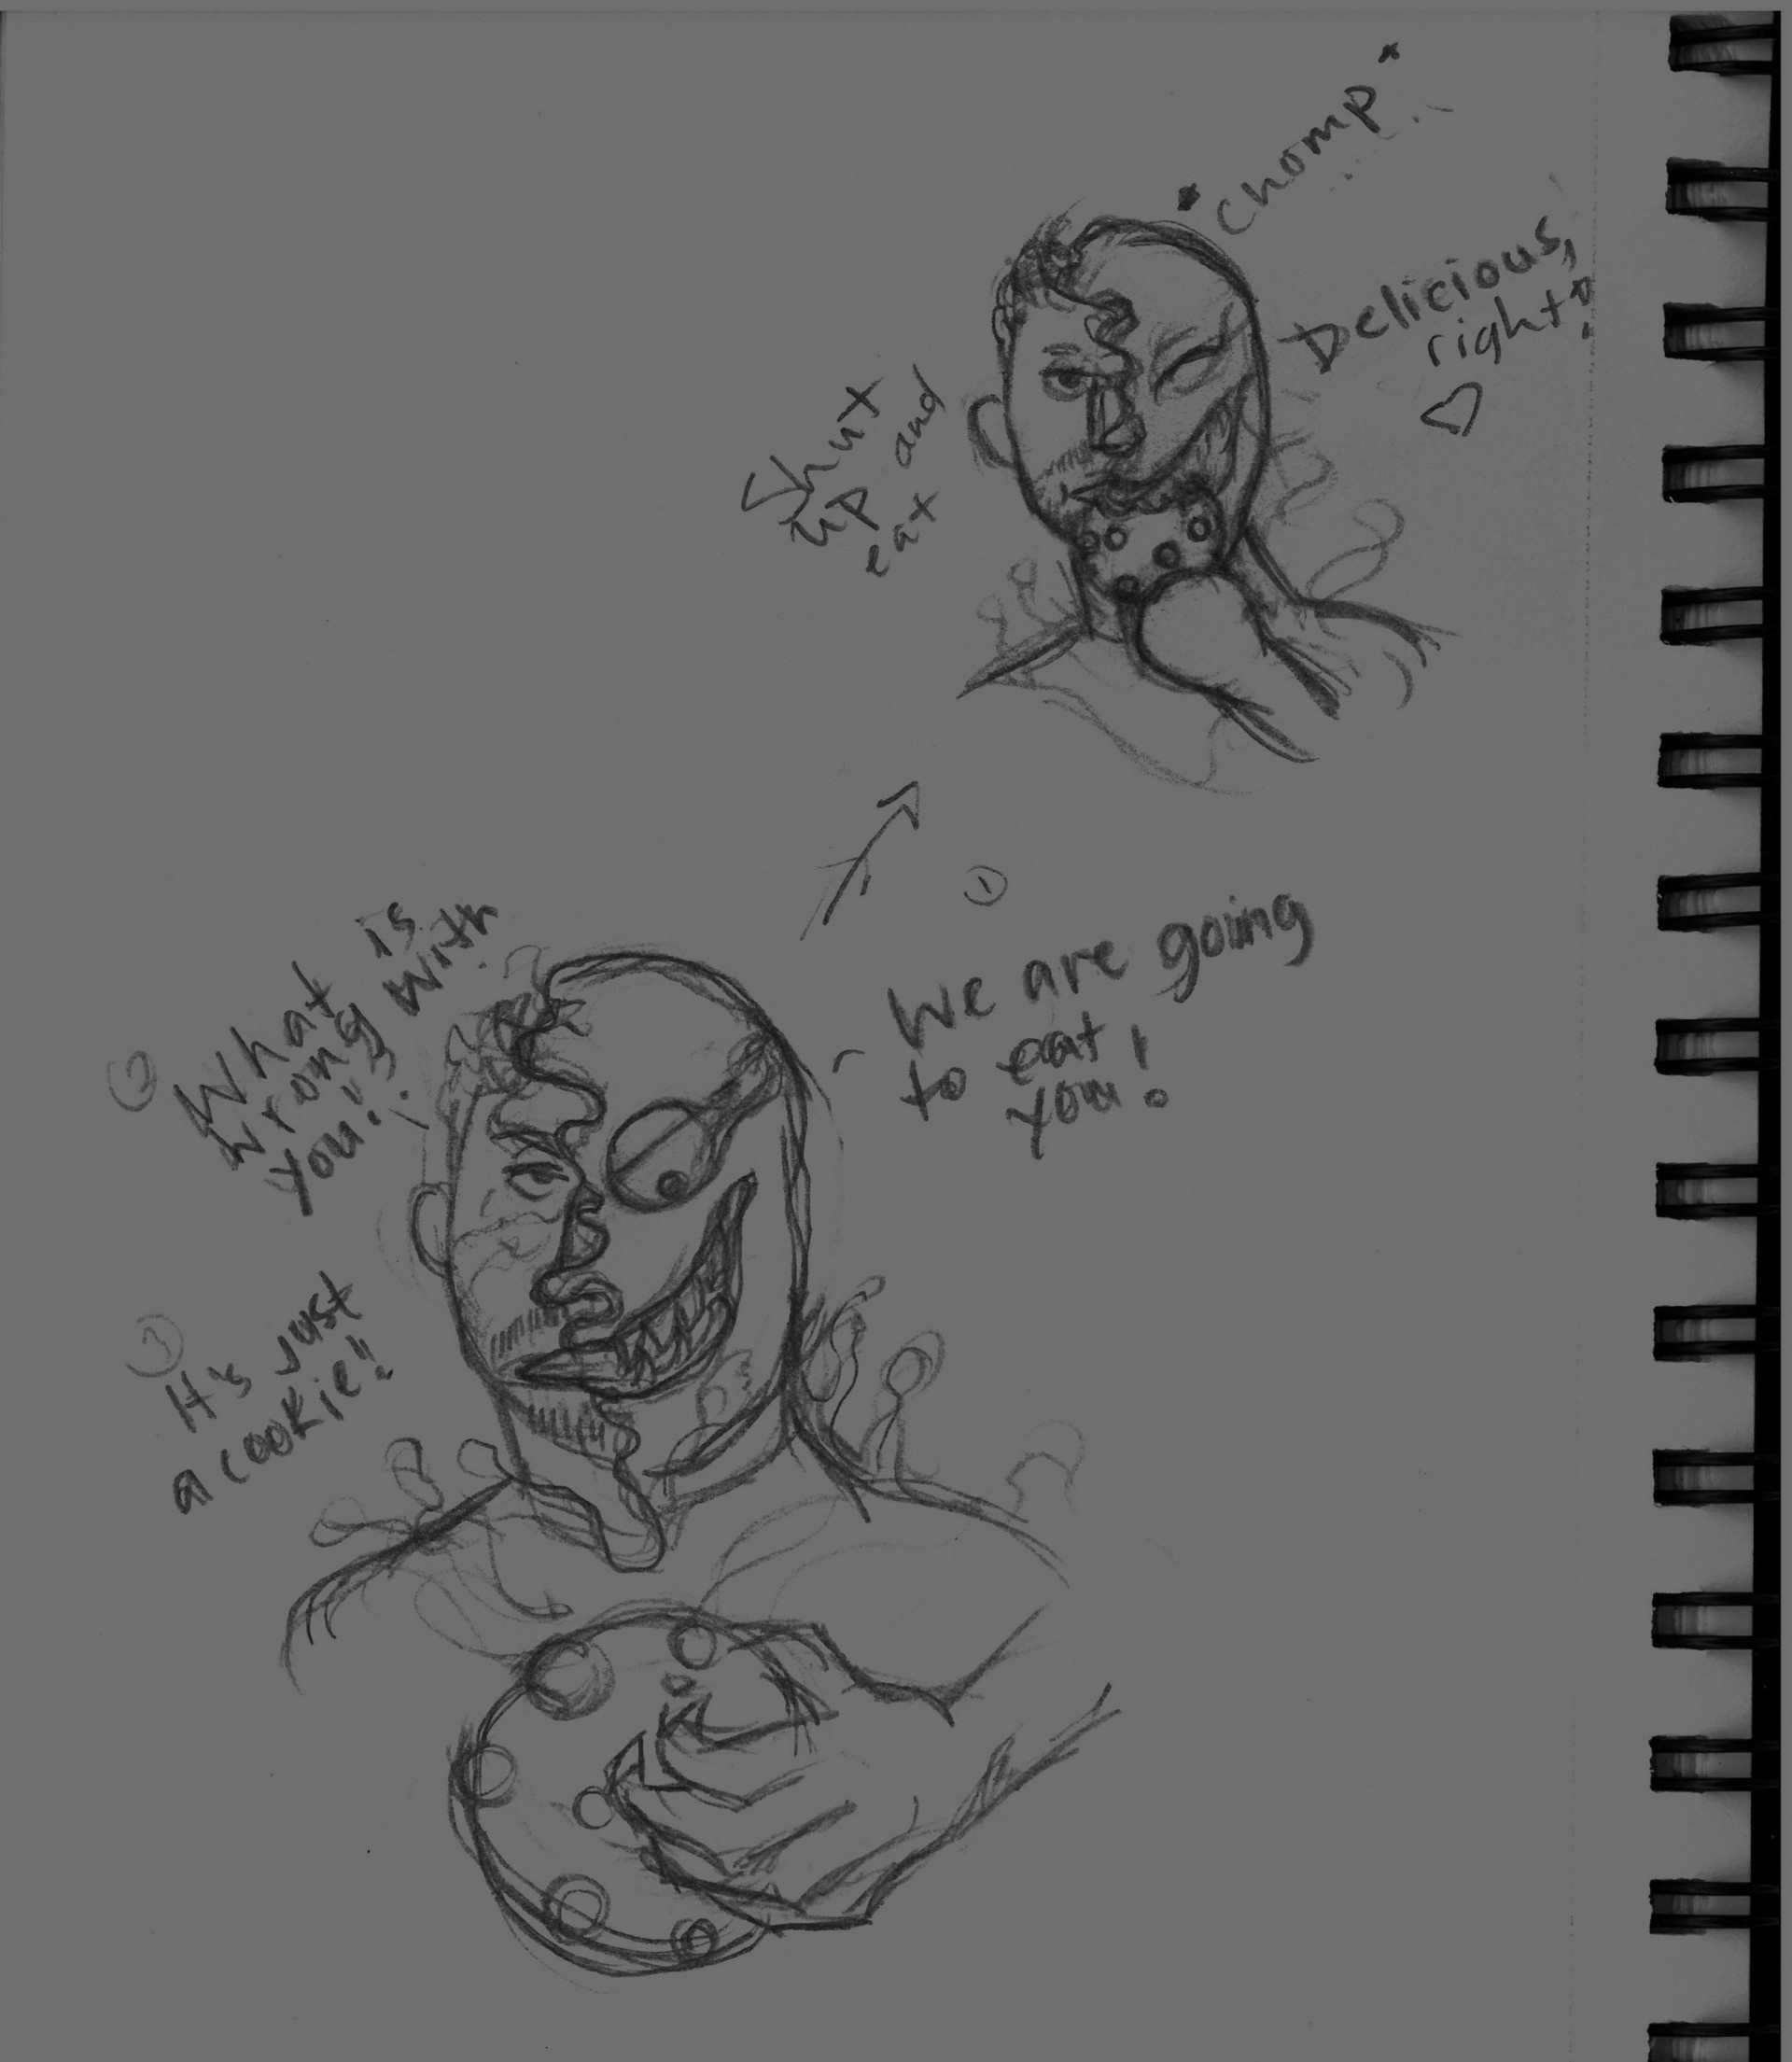 *chomp*
Delicious,
right?
♡
Shut
up and
eat
①
We are going
to eat
you!
②
What is
wrong with
you!?
③
It's just
a cookie!!